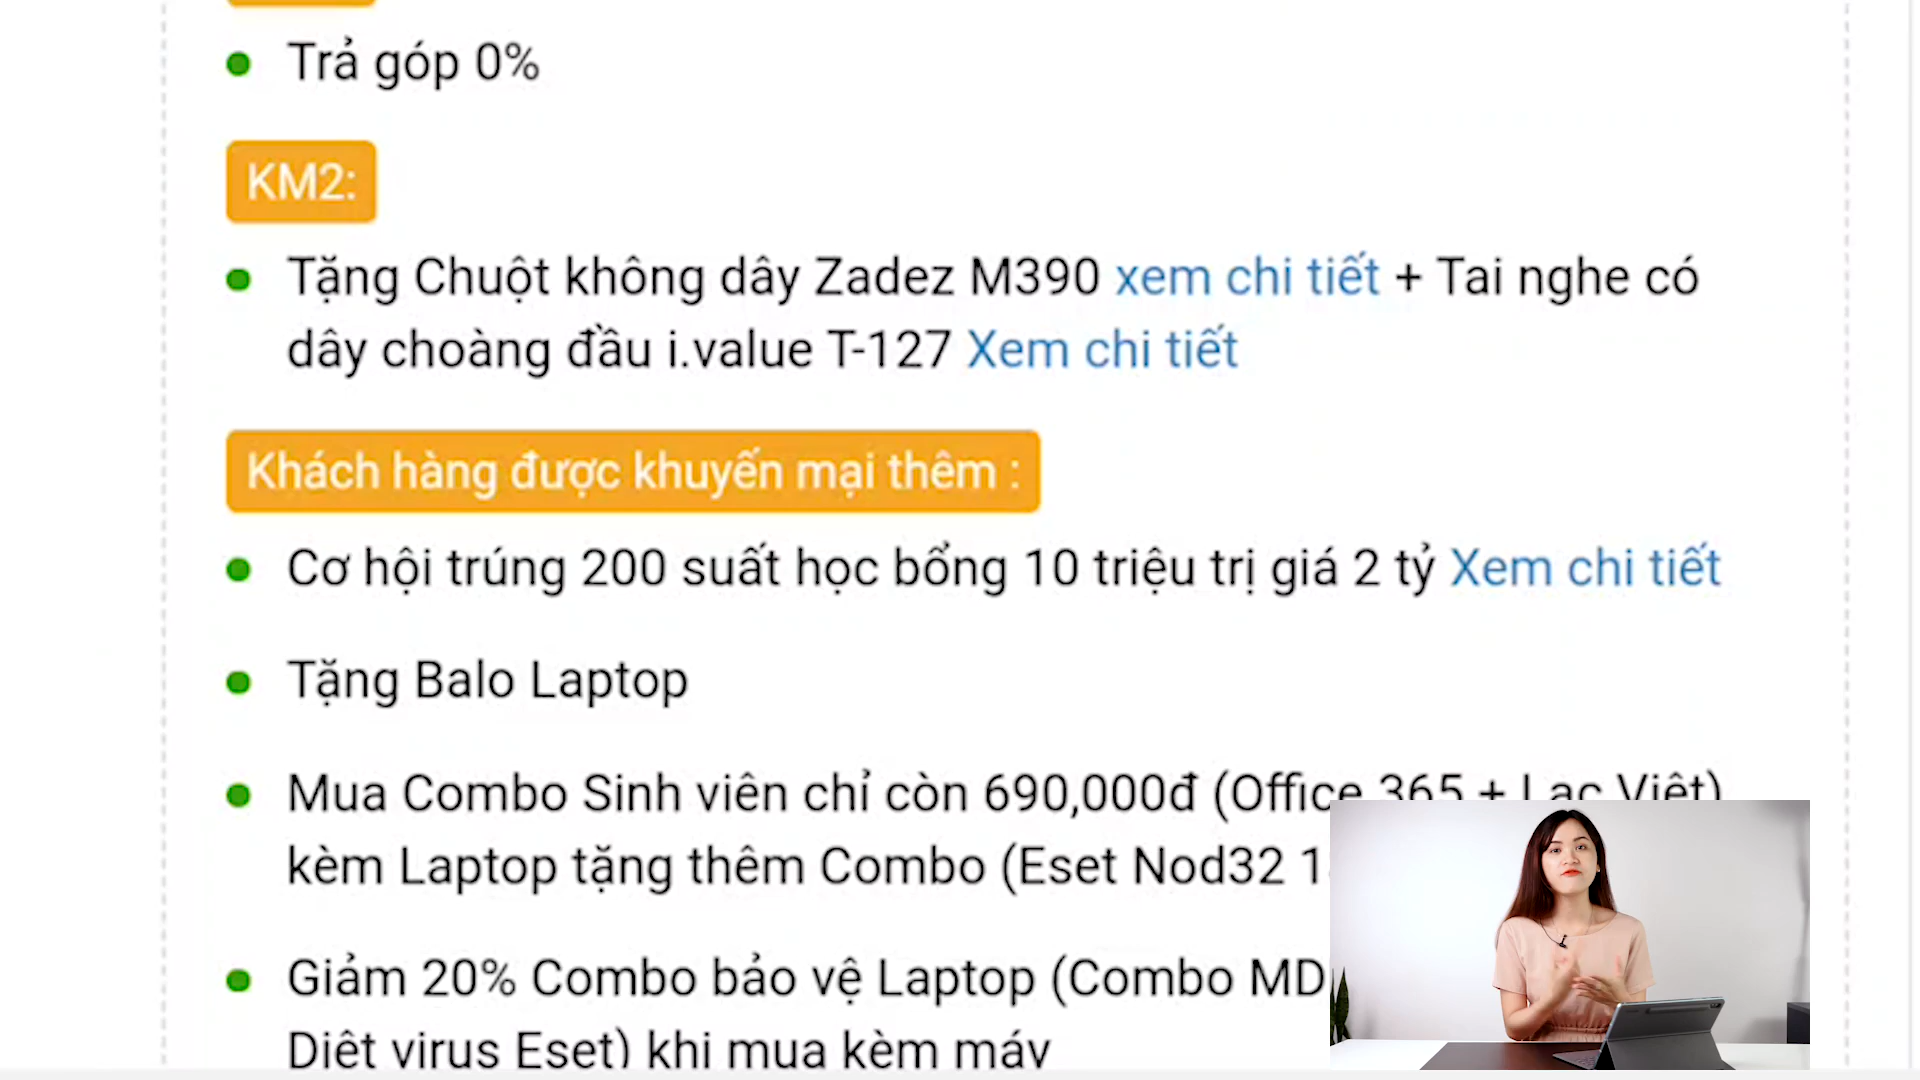 Trả góp 0%
KM2:
Tặng Chuột không dây Zadez M390 xem chi tiết + Tai nghe có
dây choàng đầu i.value T-127 Xem chi tiết
Khách hàng được khuyến mại thêm :
Cơ hội trúng 200 suất học bổng 10 triệu trị giá 2 tỷ Xem chi tiết
Tặng Balo Laptop
Mua Combo Sinh viên chỉ còn 690,000đ (Office 365 + Lạc Việt)
kèm Laptop tặng thêm Combo (Eset Nod32
Giảm 20% Combo bảo vệ Laptop (Combo MD
Diệt virus Eset) khi mua kèm máy